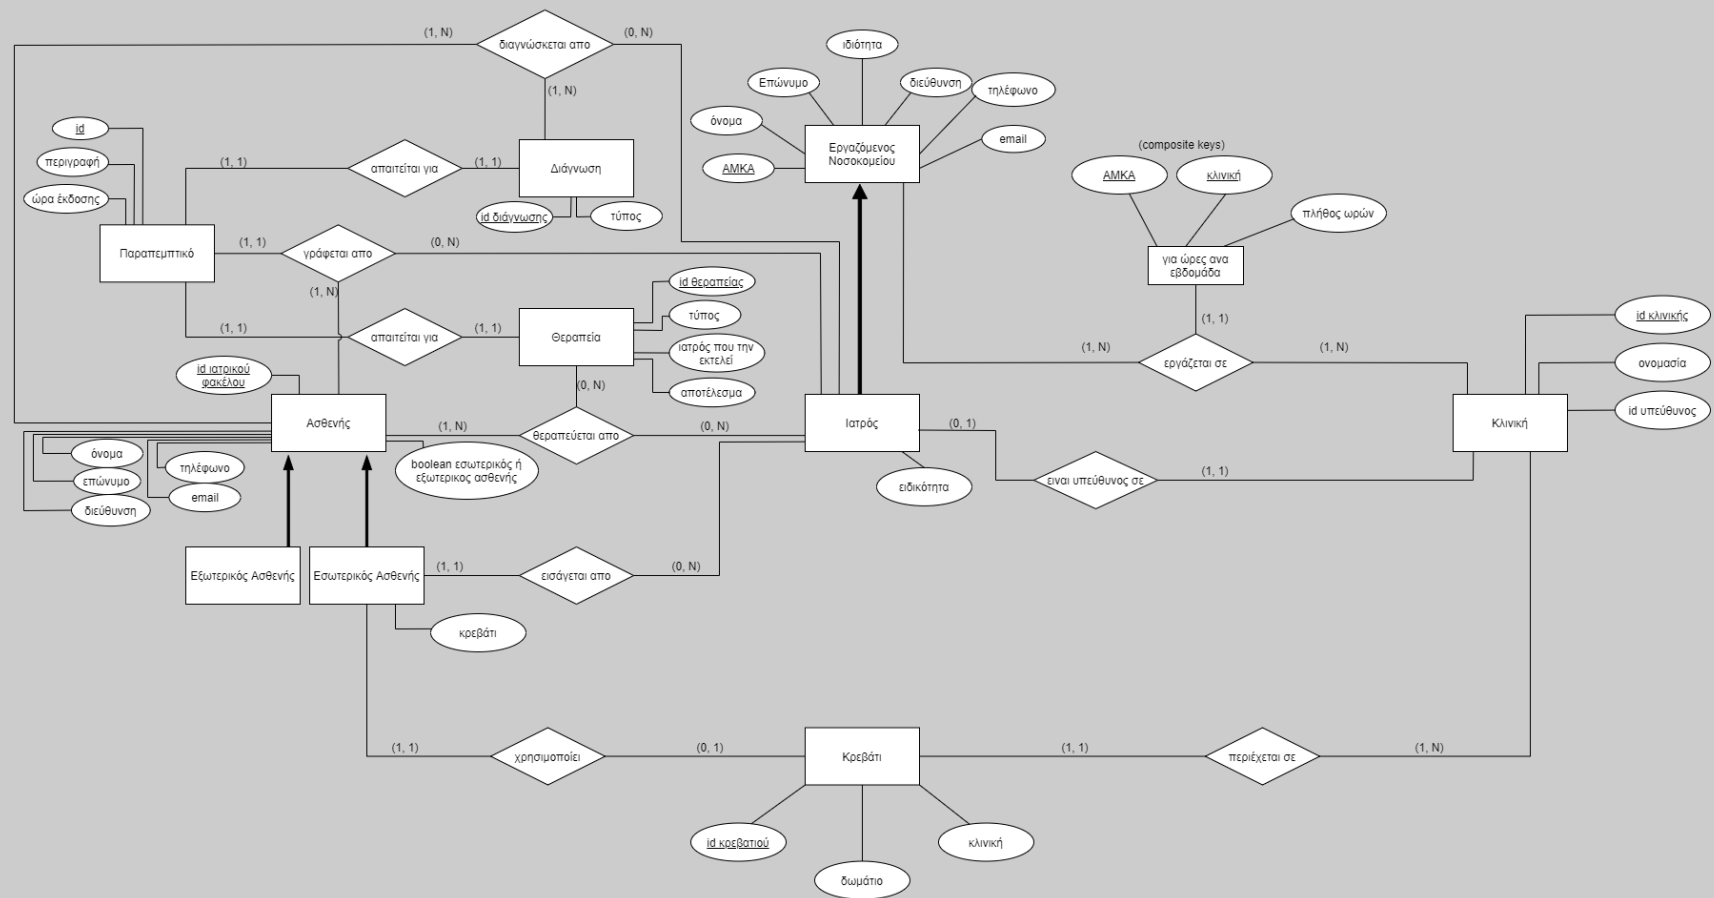 (1, N)
διαγνώσκεται απο
(0, N)
ιδιότητα
Επώνυμο
διεύθυνση
τηλέφωνο
(1, N)
όνομα
email
id
Εργαζόμενος
Νοσοκομείου
(composite keys)
περιγραφή
(1, 1)
απαιτείται για
(1, 1)
Διάγνωση
ΑΜΚΑ
ΑΜΚΑ
κλινική
ώρα έκδοσης
id διάγνωσης
τύπος
πλήθος ωρών
Παραπεμπτικό
(1, 1)
γράφεται απο
(0, N)
για ώρες ανα
εβδομάδα
(1, N)
id θεραπείας
τύπος
id κλινικής
(1, 1)
απαιτείται για
(1, 1)
Θεραπεία
(1, 1)
ιατρός που την
εκτελεί
(1, N)
εργάζεται σε
(1, N)
ονομασία
id ιατρικού
φακέλου
(0, N)
αποτέλεσμα
id υπεύθυνος
Ασθενής
(1, N)
θεραπεύεται απο
(0, N)
Ιατρός
(0, 1)
Κλινική
όνομα
τηλέφωνο
boolean εσωτερικός ή
εξωτερικος ασθενής
επώνυμο
email
ειδικότητα
ειναι υπεύθυνος σε
(1, 1)
διεύθυνση
Εξωτερικός Ασθενής
Εσωτερικός Ασθενής
(1, 1)
εισάγεται απο
(0, N)
κρεβάτι
(1, 1)
χρησιμοποίει
(0, 1)
Κρεβάτι
(1, 1)
περιέχεται σε
(1, N)
id κρεβατιού
κλινική
δωμάτιο